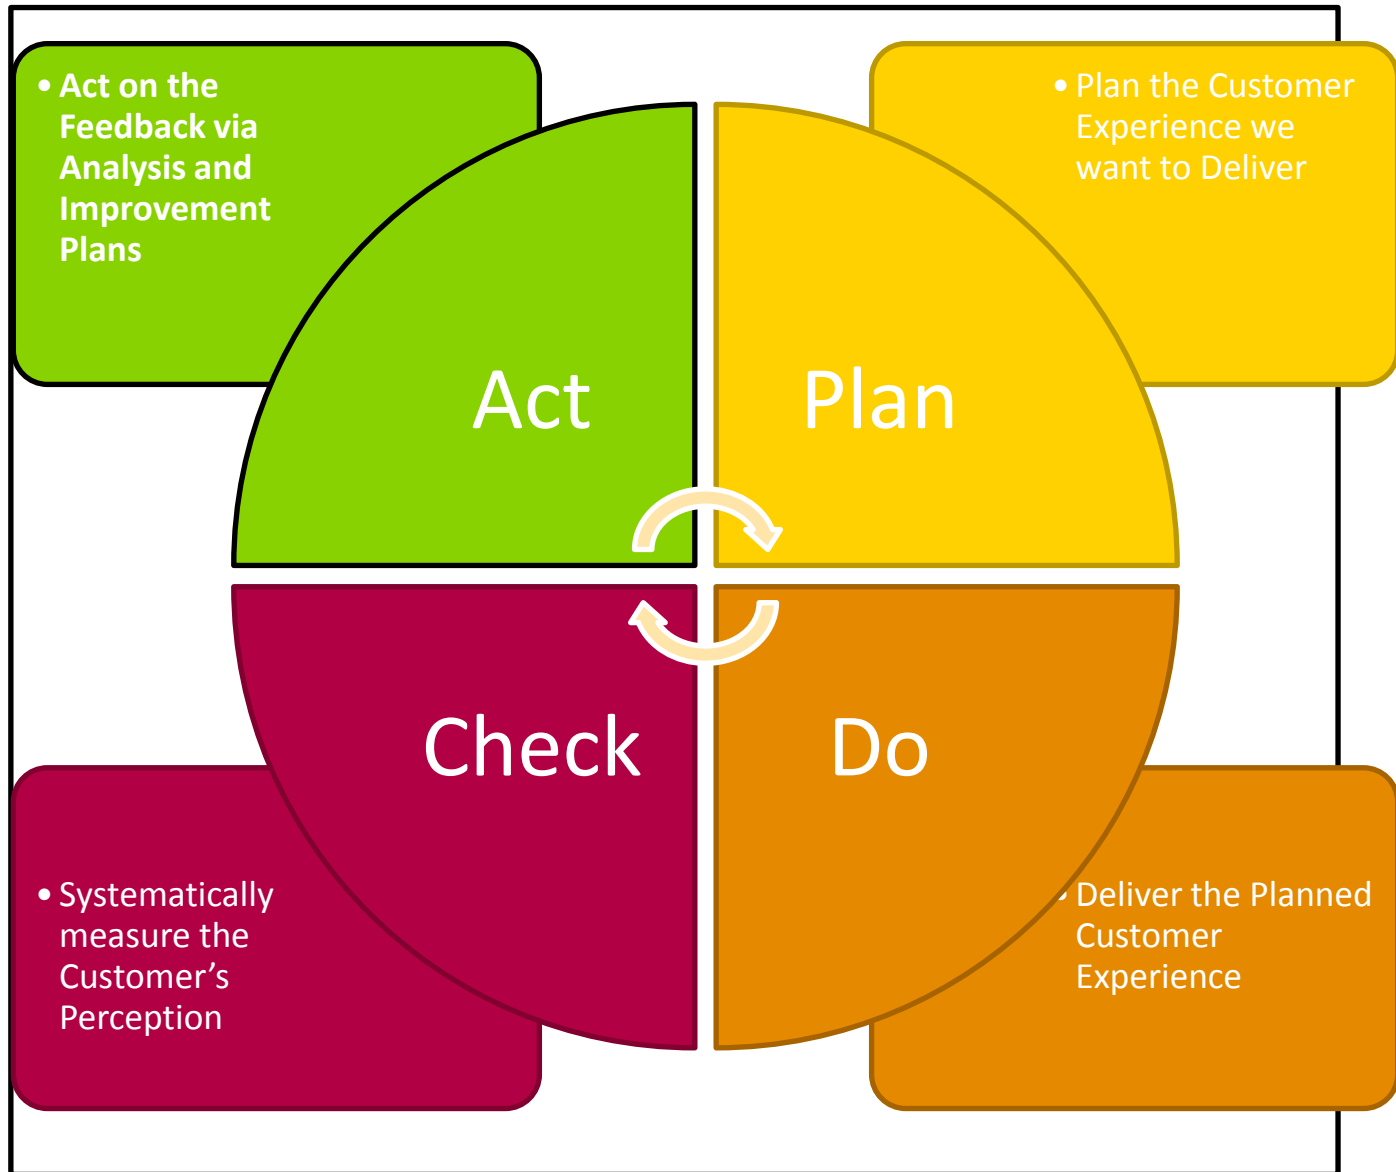 • Act on the
Feedback via
Analysis and
Improvement
Plans
• Plan the Customer
Experience we
want to Deliver
Act
Plan
Check
Do
• Systematically
measure the
Customer’s
Perception
• Deliver the Planned
Customer
Experience